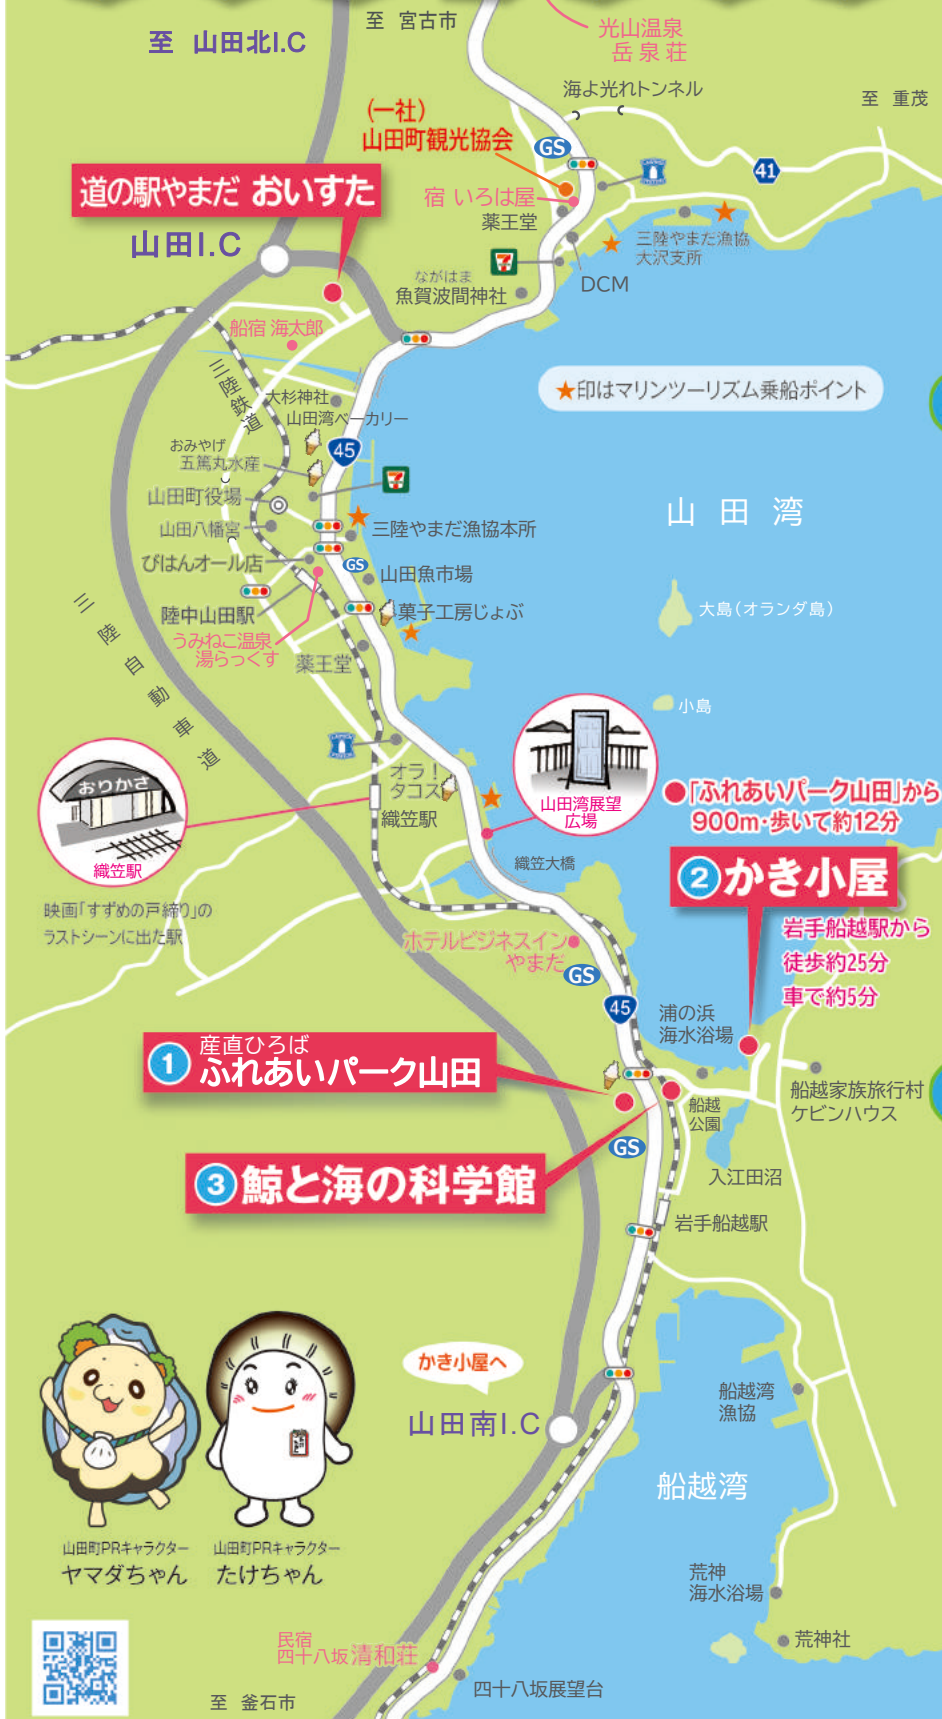 至 宮古市
光山温泉
岳泉荘
至 山田北I.C
海よ光れトンネル
至 重茂
(一社)
山田町観光協会
GS
41
道の駅やまだ おいすた
宿 いろは屋
薬王堂
三陸やまだ漁協
大沢支所
山田I.C
DCM
ながはま
魚賀波間神社
船宿 海太郎
三陸鉄道
★印はマリンツーリズム乗船ポイント
大杉神社
山田湾ベーカリー
45
おみやげ
五篤丸水産
山田町役場
山田湾
山田八幡宮
三陸やまだ漁協本所
びはんオール店
GS
山田魚市場
陸中山田駅
菓子工房じょぶ
大島(オランダ島)
うみねこ温泉
湯らっくす
薬王堂
三陸自動車道
小島
おりかさ
織笠駅
オラ!
タコス
織笠駅
山田湾展望
広場
●「ふれあいパーク山田」から
900m・歩いて約12分
織笠大橋
②かき小屋
映画「すずめの戸締り」の
ラストシーンに出た駅
岩手船越駅から
徒歩約25分
車で約5分
ホテルビジネスイン
やまだ
GS
45
浦の浜
海水浴場
① 産直ひろば
ふれあいパーク山田
船越家族旅行村
ケビンハウス
船越
公園
GS
③鯨と海の科学館
入江田沼
岩手船越駅
かき小屋へ
山田南I.C
船越湾
漁協
船越湾
山田町PRキャラクター
ヤマダちゃん
山田町PRキャラクター
たけちゃん
荒神
海水浴場
荒神社
民宿
四十八坂 清和荘
四十八坂展望台
至 釜石市